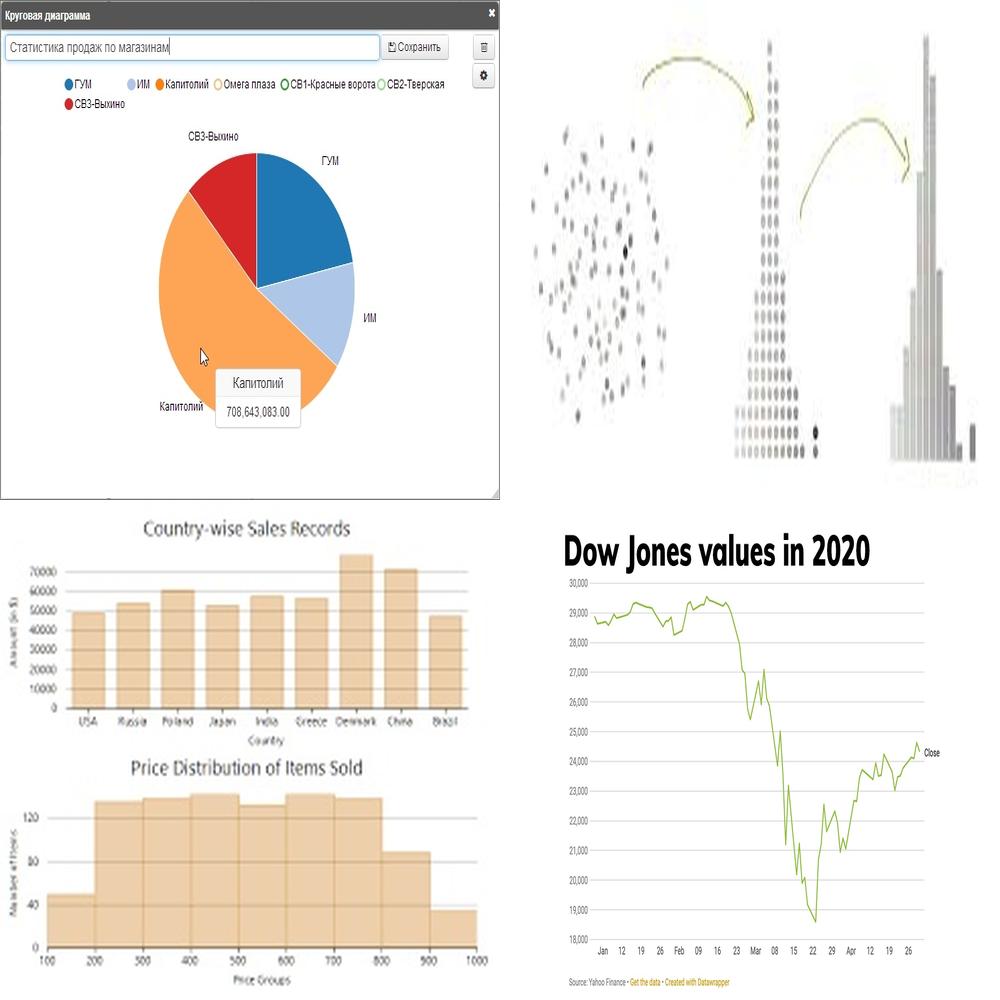 Круговая диаграмма
Статистика продаж по магазинам
Сохранить
ГУМ ИМ Капитолий Омега плаза СВ1-Красные ворота СВ2-Тверская
СВ3-Выхино
СВ3-Выхино
ГУМ
ИМ
Капитолий
Капитолий
708,643,083.00
Country-wise Sales Records
Amount (in $)
70000
60000
50000
40000
30000
20000
10000
0
USA Russia Poland Japan India Greece Denmark China Brazil
Country
Price Distribution of Items Sold
Number of Items
120
80
40
0
100 200 300 400 500 600 700 800 900 1000
Price Groups
Dow Jones values in 2020
30,000
29,000
28,000
27,000
26,000
25,000
24,000
23,000
22,000
21,000
20,000
19,000
18,000
Close
Jan 12 19 26 Feb 09 16 23 Mar 08 15 22 29 Apr 12 19 26
Source: Yahoo Finance • Get the data • Created with Datawrapper